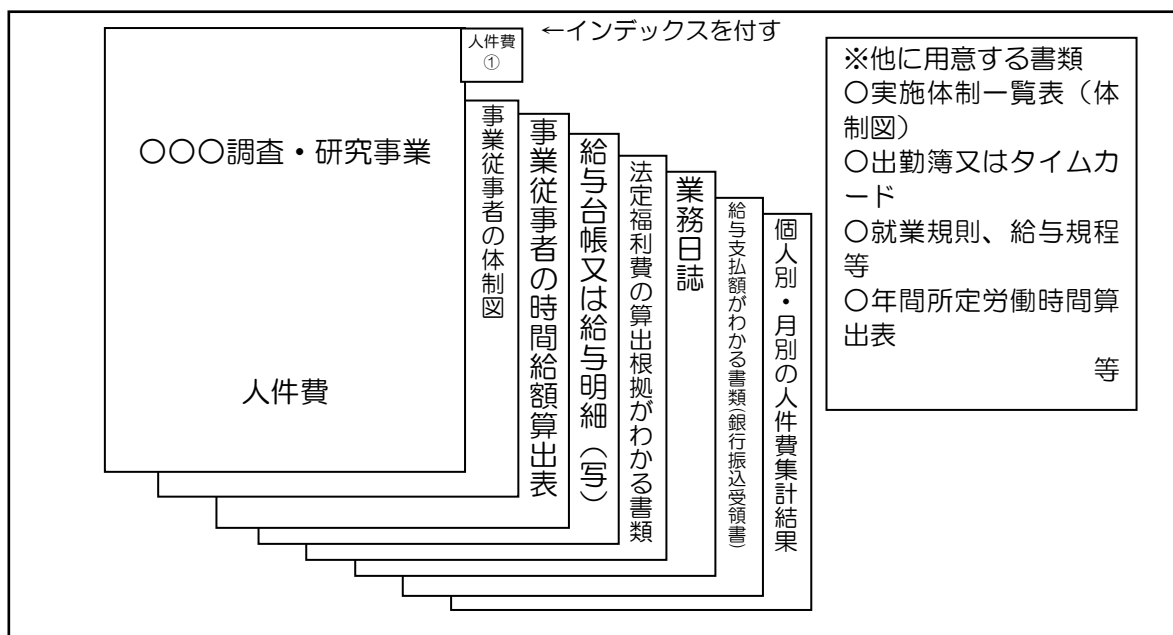 人件費
①
←インデックスを付す
〇〇〇調査・研究事業
人件費
事業従事者の体制図
事業従事者の時間給額算出表
給与台帳又は給与明細（写）
法定福利費の算出根拠がわかる書類
業務日誌
給与支払額がわかる書類（銀行振込受領書）
個人別・月別の人件費集計結果
※他に用意する書類
〇実施体制一覧表（体
制図）
〇出勤簿又はタイムカ
ード
〇就業規則、給与規程
等
〇年間所定労働時間算
出表
等